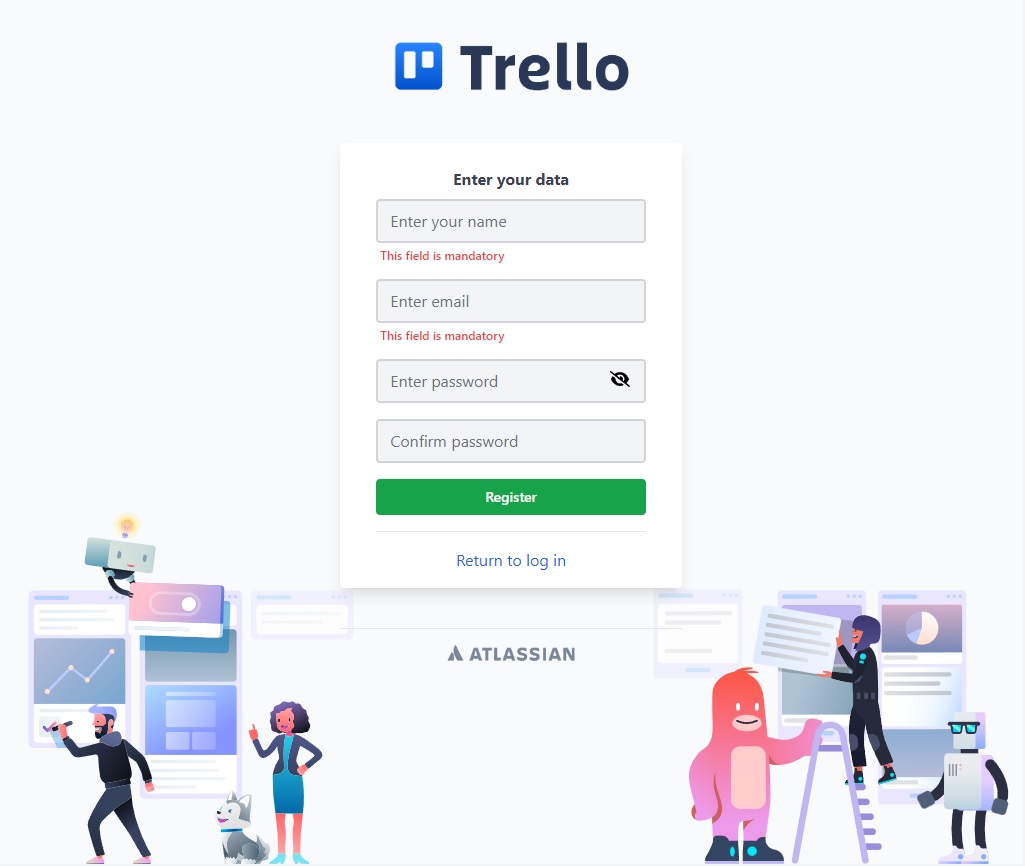 Trello
Enter your data
Enter your name
This field is mandatory
Enter email
This field is mandatory
Enter password
Confirm password
Register
Return to log in
ATLASSIAN